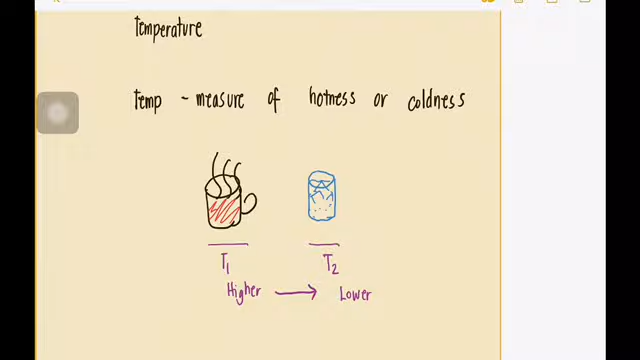 Temperature
Temp - measure of hotness or coldness
T1 T2
Higher → Lower